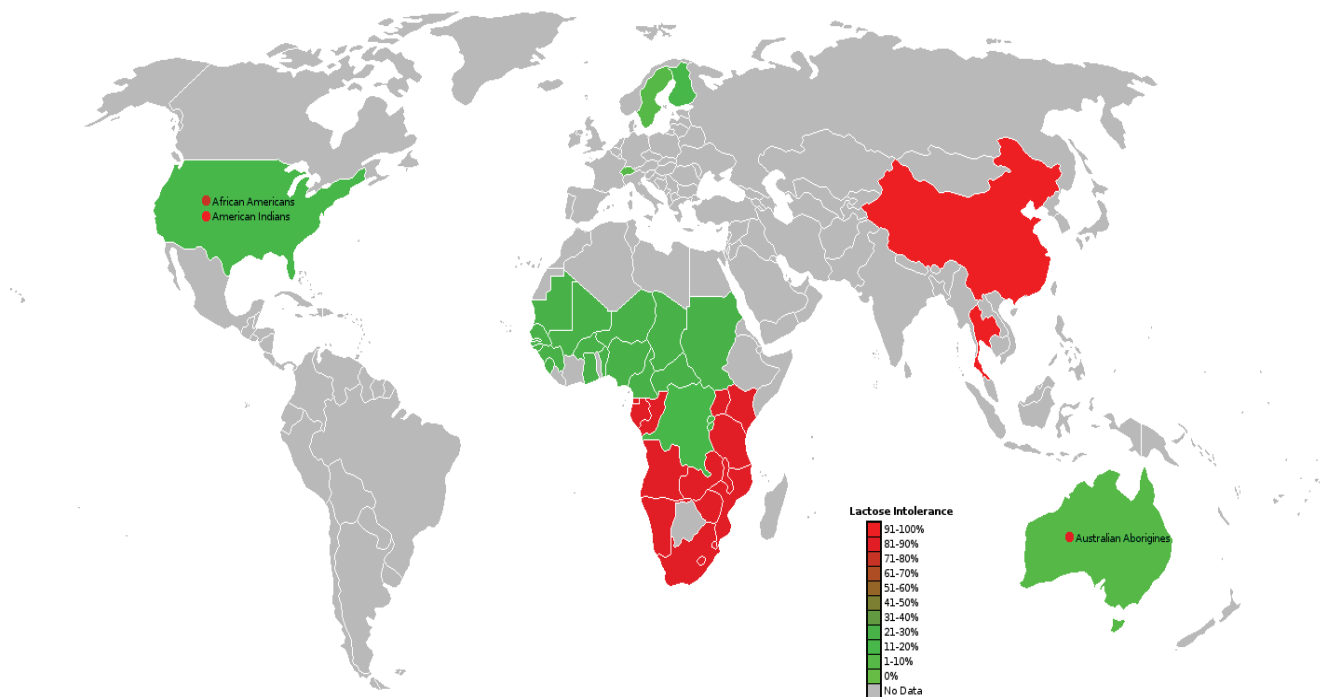 African Americans
American Indians
Australian Aborigines
Lactose Intolerance
91-100%
81-90%
71-80%
61-70%
51-60%
41-50%
31-40%
21-30%
11-20%
1-10%
0%
No Data